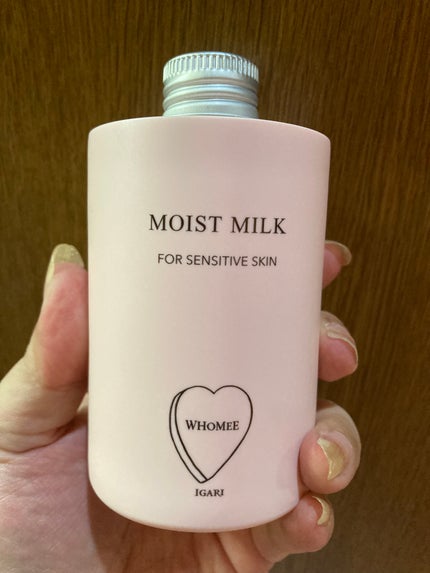 MOIST MILK
FOR SENSITIVE SKIN
WHOMEE
IGARI